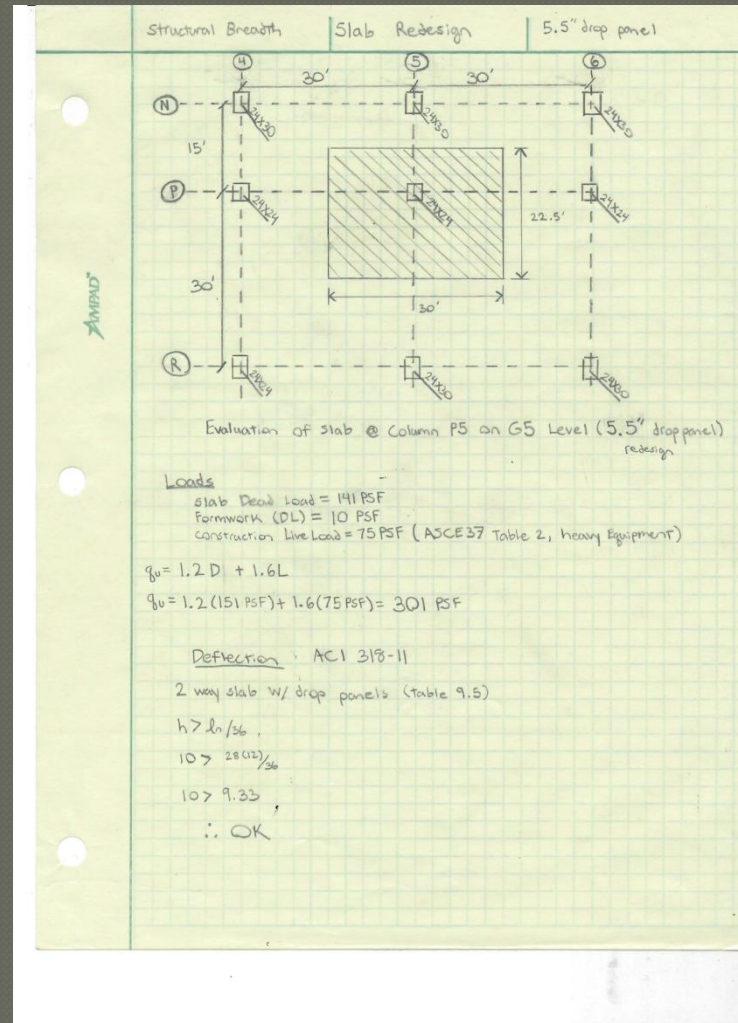 Structural Breadth
Slab Redesign
5.5" drop panel
4
5
6
30'
30'
N
24X30
24X30
24X30
15'
P
24X24
24X24
24X24
22.5'
30'
30'
R
24X24
24X30
24X30
AMPAD™
Evaluation of slab @ Column P5 on G5 Level (5.5" drop panel)
redesign
Loads
Slab Dead Load = 141 PSF
Formwork (DL) = 10 PSF
Construction Live Load = 75 PSF (ASCE37 Table 2, heavy Equipment)
qu = 1.2 D + 1.6L
qu = 1.2 (151 PSF) + 1.6 (75 PSF) = 301 PSF
Deflection ACI 318-11
2 way slab w/ drop panels (table 9.5)
h > ln/36
10 > 28(12)/36
10 > 9.33
∴ OK